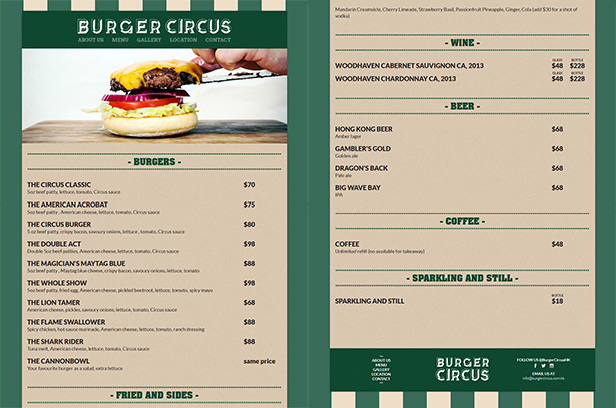 BURGER CIRCUS
ABOUT US MENU GALLERY LOCATION CONTACT
- BURGERS -
THE CIRCUS CLASSIC $70
5oz beef patty, lettuce, tomato, Circus sauce
THE AMERICAN ACROBAT $75
5oz beef patty , American cheese, lettuce, tomato, Circus sauce
THE CIRCUS BURGER $80
5 oz beef patty, crispy bacon, savoury onions, lettuce , tomato, Circus sauce
THE DOUBLE ACT $98
Double 5oz beef patties, American cheese, lettuce, tomato, Circus sauce
THE MAGICIAN'S MAYTAG BLUE $88
5oz beef patty , Maytag blue cheese, crispy bacon, savoury onions, lettuce, tomato
THE WHOLE SHOW $98
5oz beef patty, fried egg, American cheese, pickled beetroot, lettuce, tomato, spicy mayo
THE LION TAMER $68
American cheese, pickles, savoury onions, lettuce, tomato, Circus sauce
THE FLAME SWALLOWER $88
Spicy chicken, hot sauce marinade, American cheese, lettuce, tomato, ranch dressing
THE SHARK RIDER $88
Tuna melt, American cheese, lettuce, tomato, Circus sauce
THE CANNONBOWL same price
Your favourite burger as a salad, extra lettuce
- FRIED AND SIDES -
Mandarin Creamsicle, Cherry Limeade, Strawberry Basil, Passionfruit Pineapple, Ginger, Cola (add $30 for a shot of
vodka)
- WINE -
GLASS BOTTLE
WOODHAVEN CABERNET SAUVIGNON CA, 2013 $48 $228
GLASS BOTTLE
WOODHAVEN CHARDONNAY CA, 2013 $48 $228
- BEER -
HONG KONG BEER $68
Amber lager
GAMBLER'S GOLD $68
Golden ale
DRAGON'S BACK $68
Pale ale
BIG WAVE BAY $68
IPA
- COFFEE -
COFFEE $48
Unlimited refill (no available for takeaway)
- SPARKLING AND STILL -
BOTTLE
SPARKLING AND STILL $18
ABOUT US
MENU
GALLERY
LOCATION
CONTACT
BURGER
CIRCUS
FOLLOW US @BurgerCircusHK
EMAIL US AT
info@burgercircus.com.hk